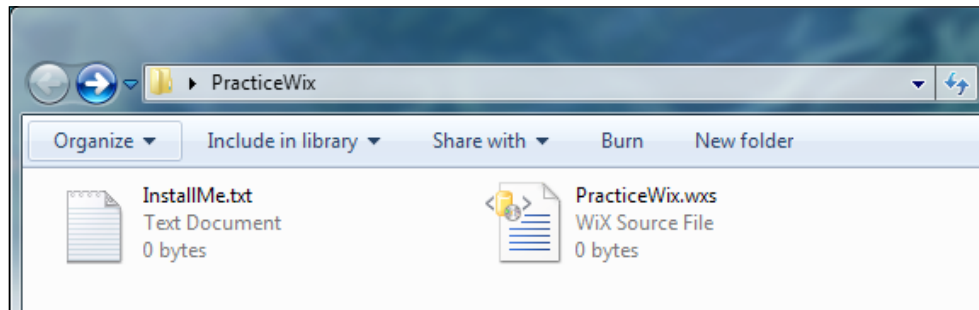 PracticeWix
Organize Include in library Share with Burn New folder
InstallMe.txt
Text Document
0 bytes
PracticeWix.wxs
WiX Source File
0 bytes